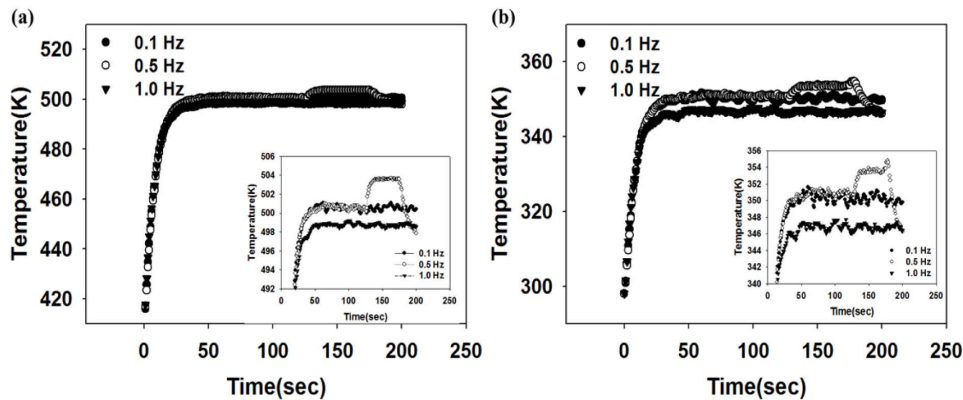 (a)
Temperature(K)
520
500
480
460
440
420
0.1 Hz
0.5 Hz
1.0 Hz
Temperature(K)
506
504
502
500
498
496
494
492
0.1 Hz
0.5 Hz
1.0 Hz
0 50 100 150 200 250
Time(sec)
0 50 100 150 200 250
Time(sec)
(b)
Temperature(K)
360
340
320
300
0.1 Hz
0.5 Hz
1.0 Hz
Temperature(K)
356
354
352
350
348
346
344
342
340
0.1 Hz
0.5 Hz
1.0 Hz
0 50 100 150 200 250
Time(sec)
0 50 100 150 200 250
Time(sec)